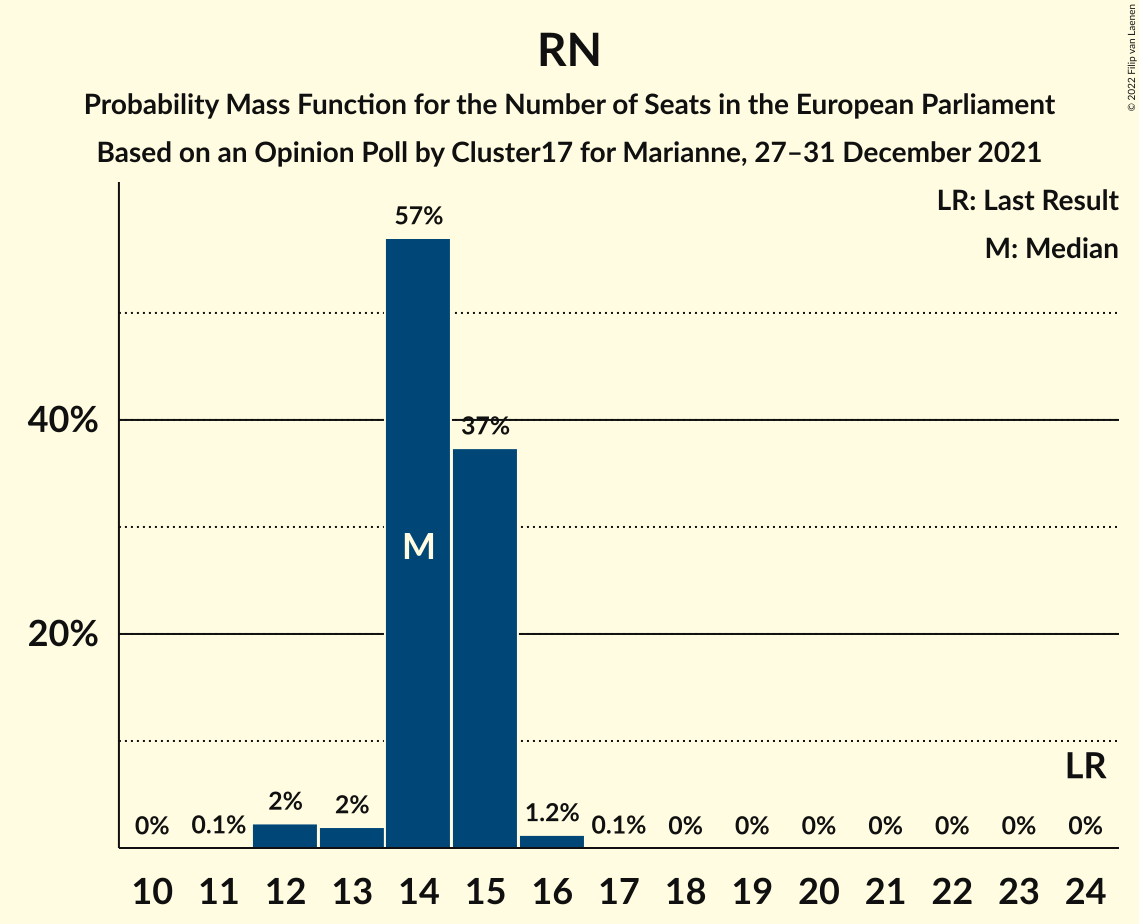 RN
Probability Mass Function for the Number of Seats in the European Parliament
Based on an Opinion Poll by Cluster17 for Marianne, 27–31 December 2021
© 2022 Filip van Laenen
LR: Last Result
M: Median
57%
40%
37%
M
20%
LR
0% 0.1% 2% 2% 1.2% 0.1% 0% 0% 0% 0% 0% 0% 0%
10 11 12 13 14 15 16 17 18 19 20 21 22 23 24